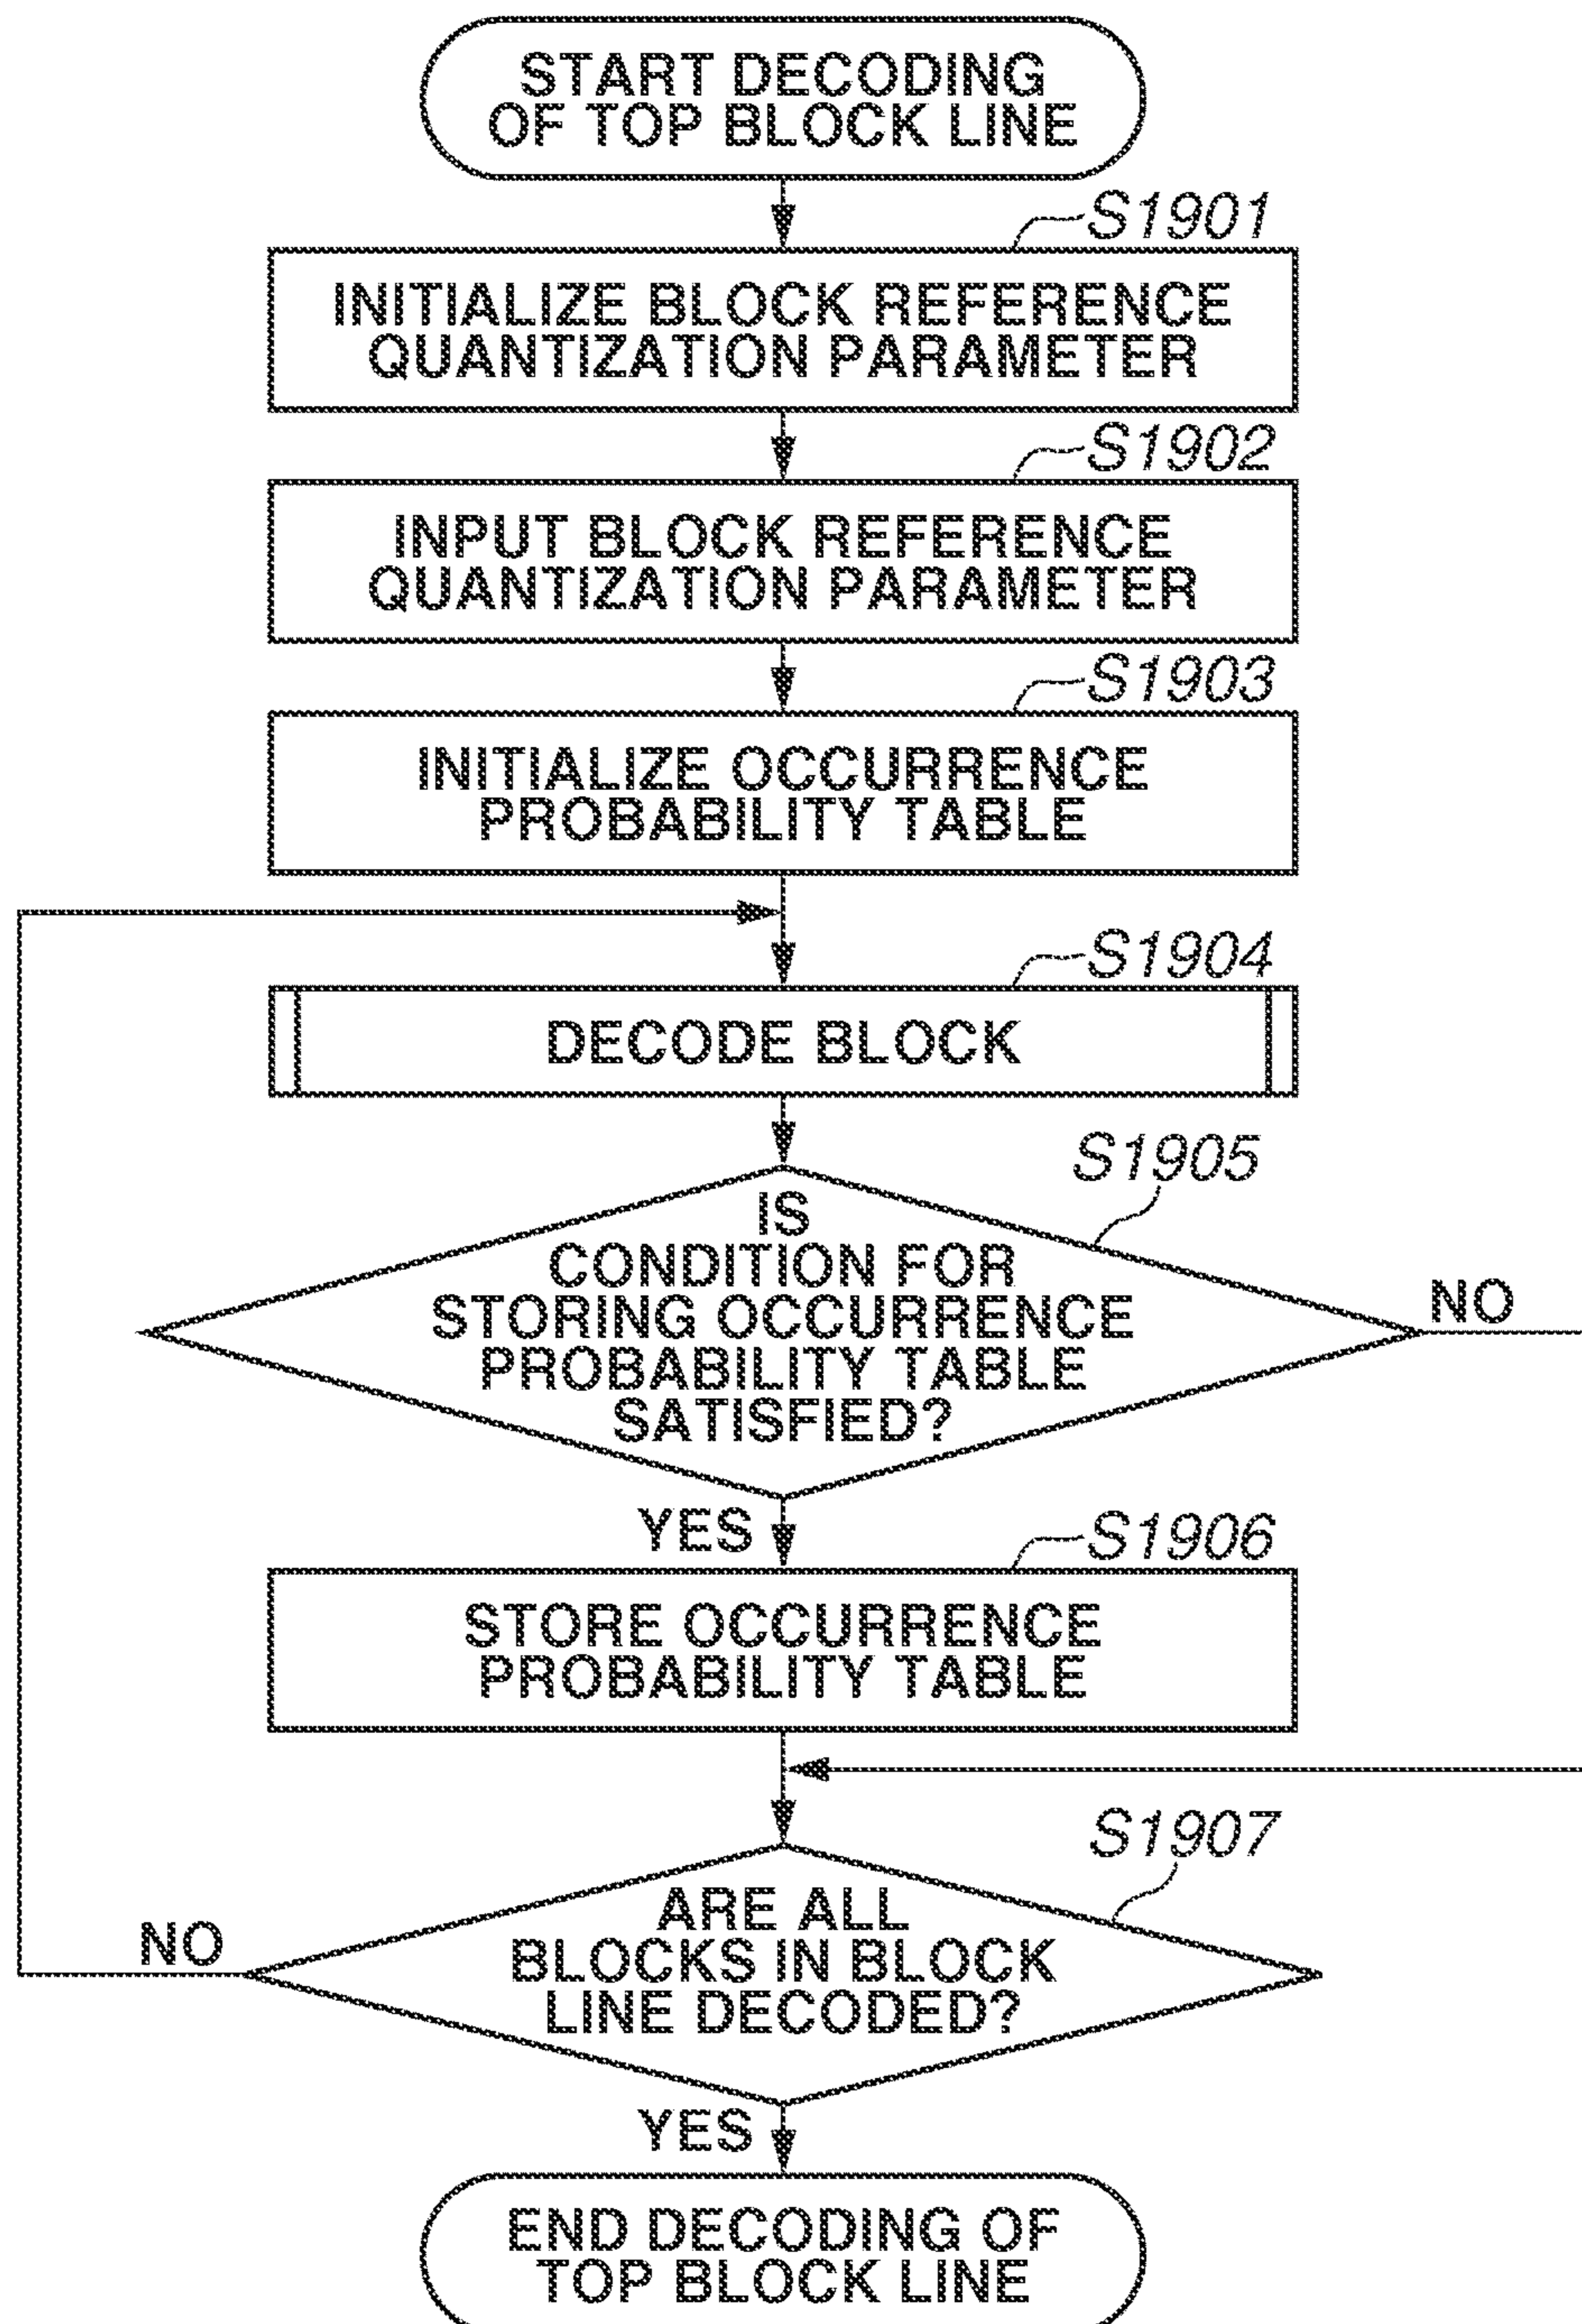 START DECODING
OF TOP BLOCK LINE
S1901
INITIALIZE BLOCK REFERENCE
QUANTIZATION PARAMETER
S1902
INPUT BLOCK REFERENCE
QUANTIZATION PARAMETER
S1903
INITIALIZE OCCURRENCE
PROBABILITY TABLE
S1904
DECODE BLOCK
S1905
IS
CONDITION FOR
STORING OCCURRENCE
PROBABILITY TABLE
SATISFIED?
NO
YES
S1906
STORE OCCURRENCE
PROBABILITY TABLE
S1907
ARE ALL
BLOCKS IN BLOCK
LINE DECODED?
NO
YES
END DECODING OF
TOP BLOCK LINE